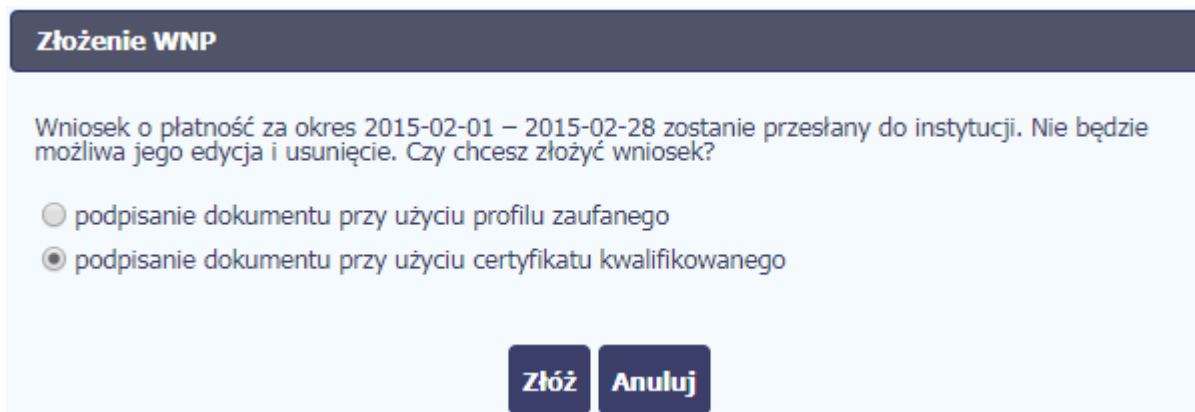 Złożenie WNP
Wniosek o płatność za okres 2015-02-01 – 2015-02-28 zostanie przesłany do instytucji. Nie będzie
możliwa jego edycja i usunięcie. Czy chcesz złożyć wniosek?
podpisanie dokumentu przy użyciu profilu zaufanego
podpisanie dokumentu przy użyciu certyfikatu kwalifikowanego
Złóż Anuluj